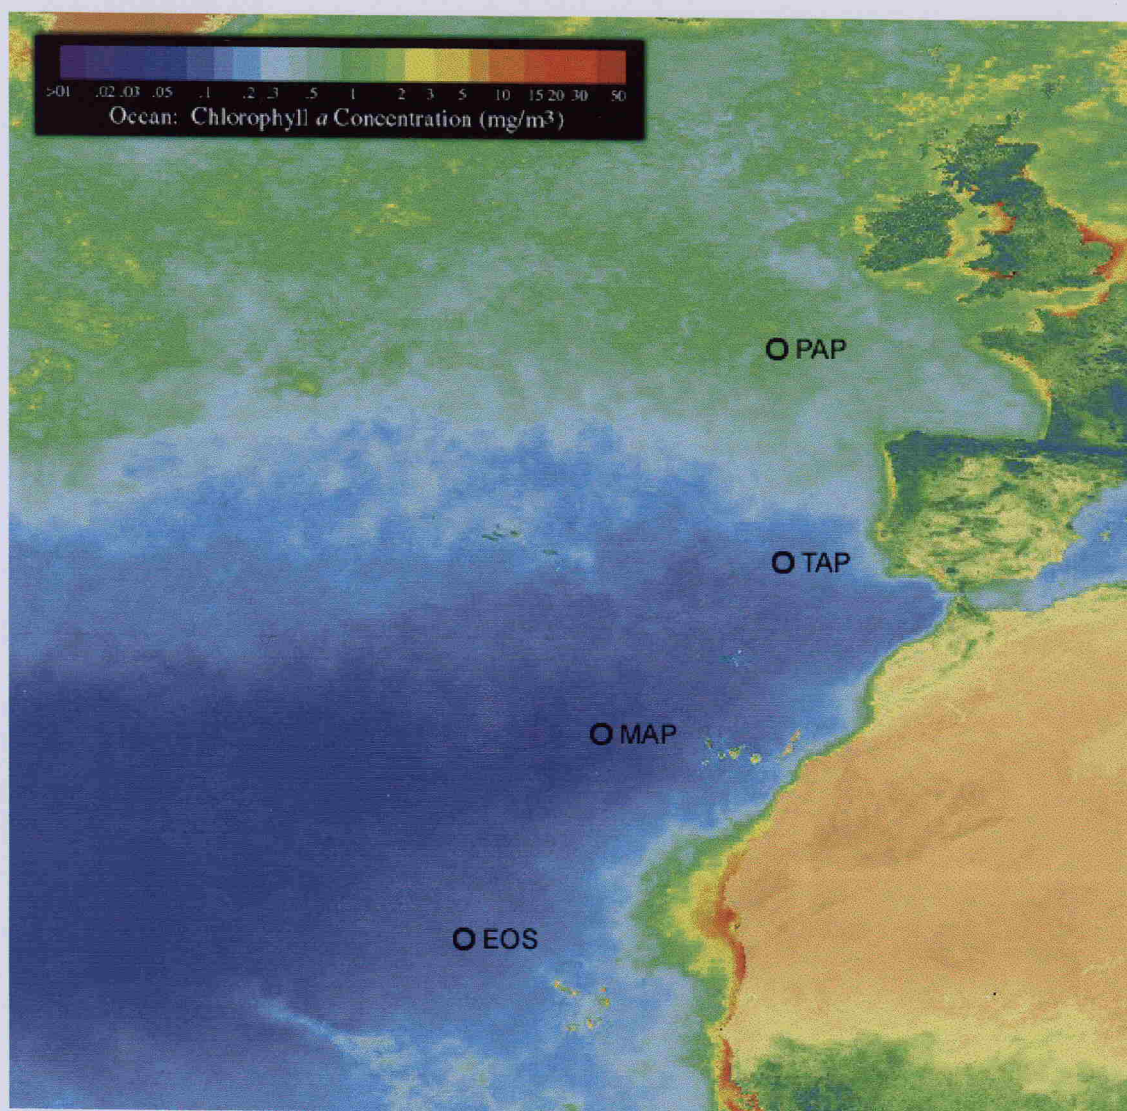 >01 .02 .03 .05 .1 .2 .3 .5 1 2 3 5 10 15 20 30 50
Ocean: Chlorophyll a Concentration (mg/m³)
PAP
TAP
MAP
EOS